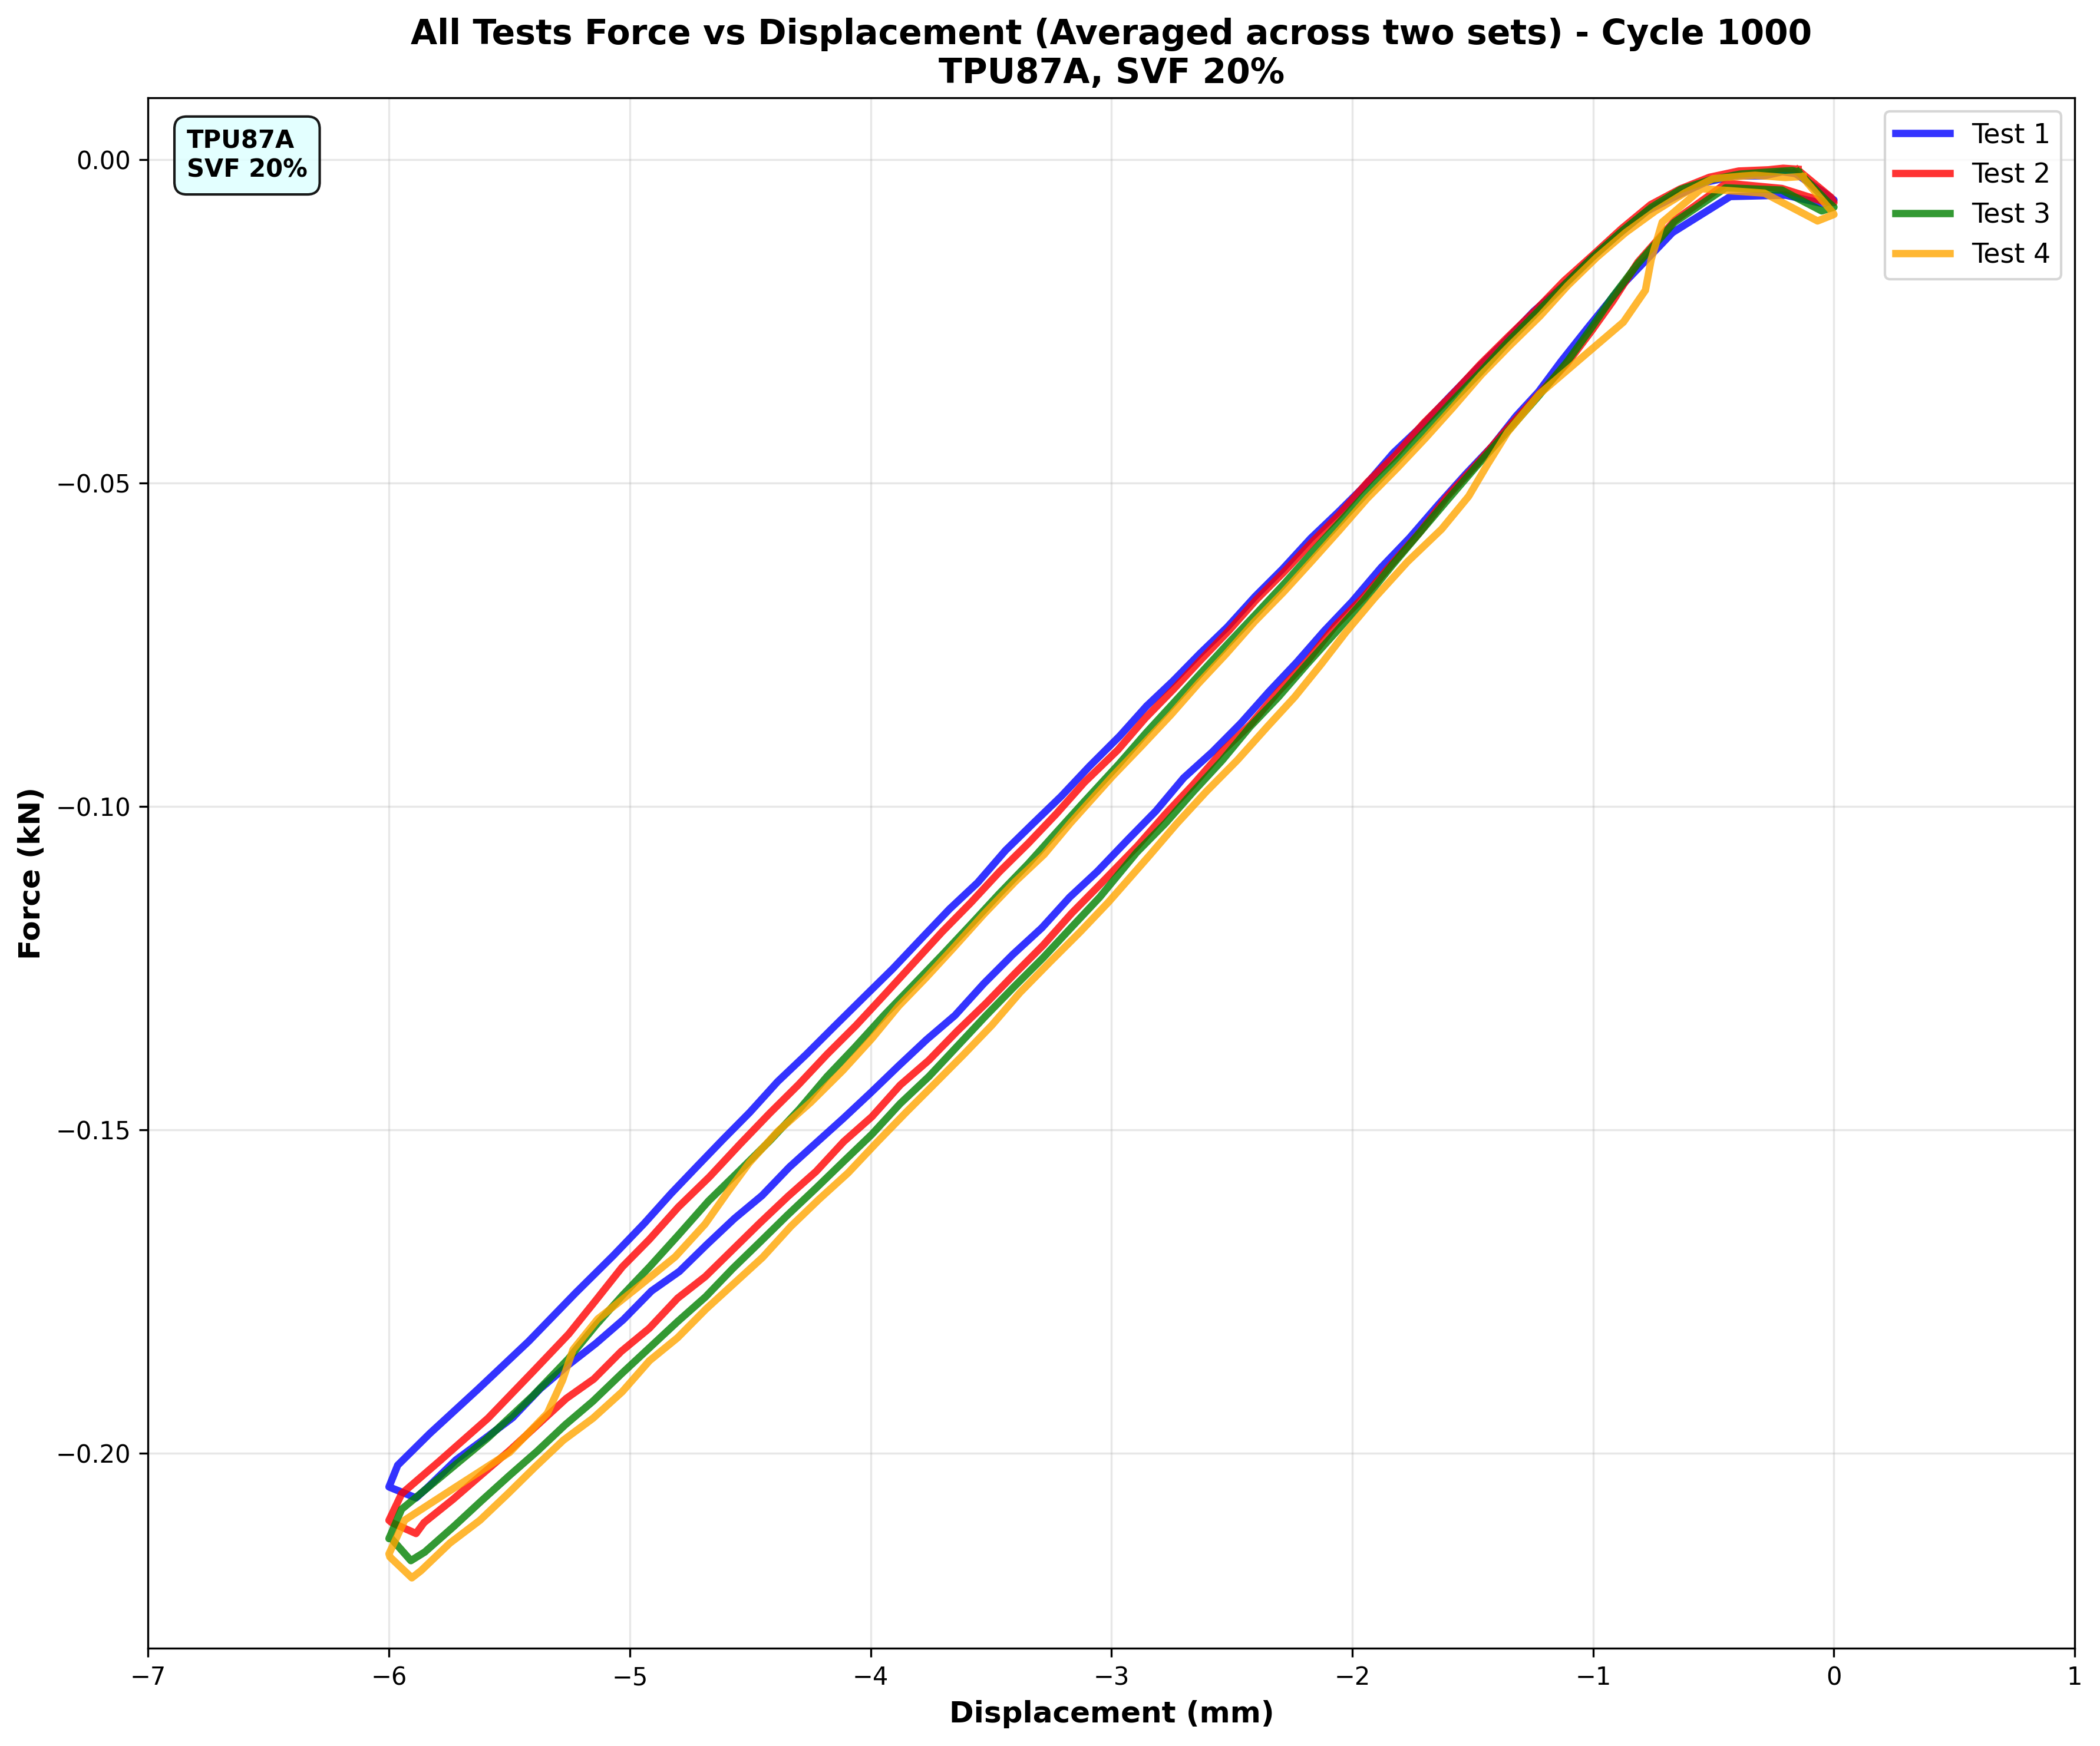 All Tests Force vs Displacement (Averaged across two sets) - Cycle 1000
TPU87A, SVF 20%
TPU87A
SVF 20%
Test 1
Test 2
Test 3
Test 4
0.00
−0.05
−0.10
−0.15
−0.20
Force (kN)
−7
−6
−5
−4
−3
−2
−1
0
1
Displacement (mm)